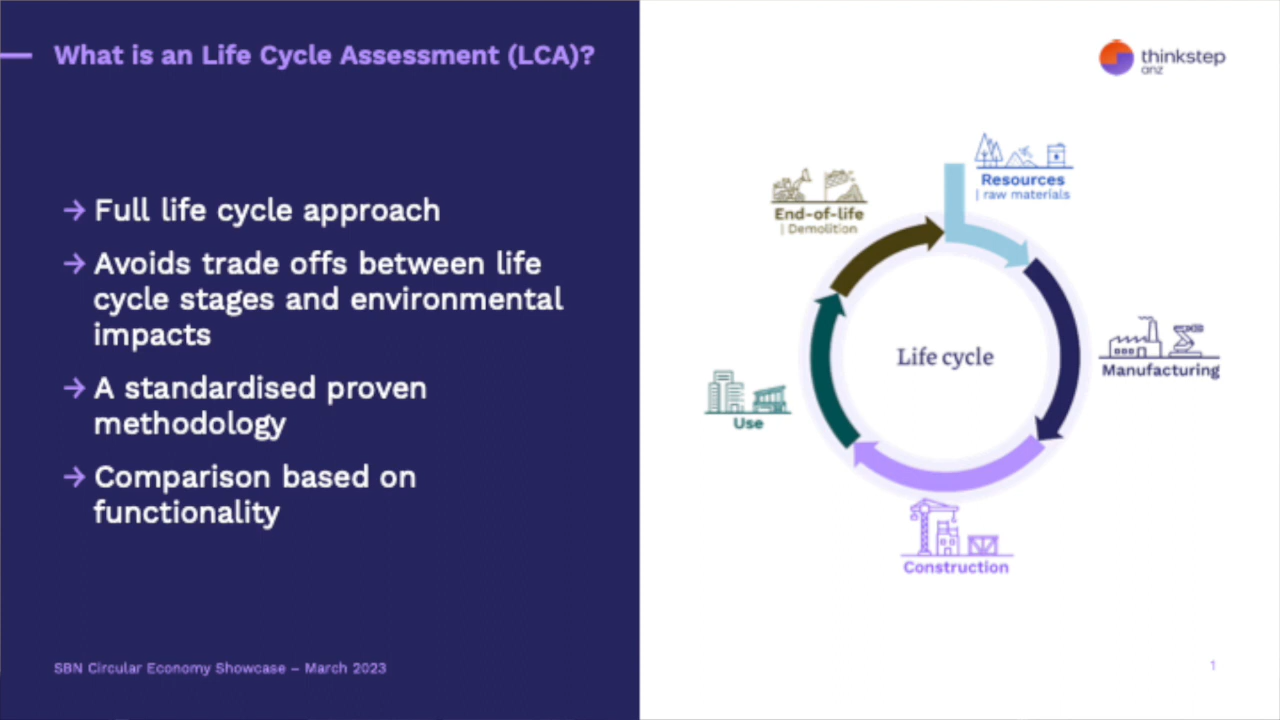 What is an Life Cycle Assessment (LCA)?
→ Full life cycle approach
→ Avoids trade offs between life
cycle stages and environmental
impacts
→ A standardised proven
methodology
→ Comparison based on
functionality
SBN Circular Economy Showcase – March 2023
thinkstep
anz
Resources
| raw materials
End-of-life
| Demolition
Life cycle
Manufacturing
Use
Construction
1